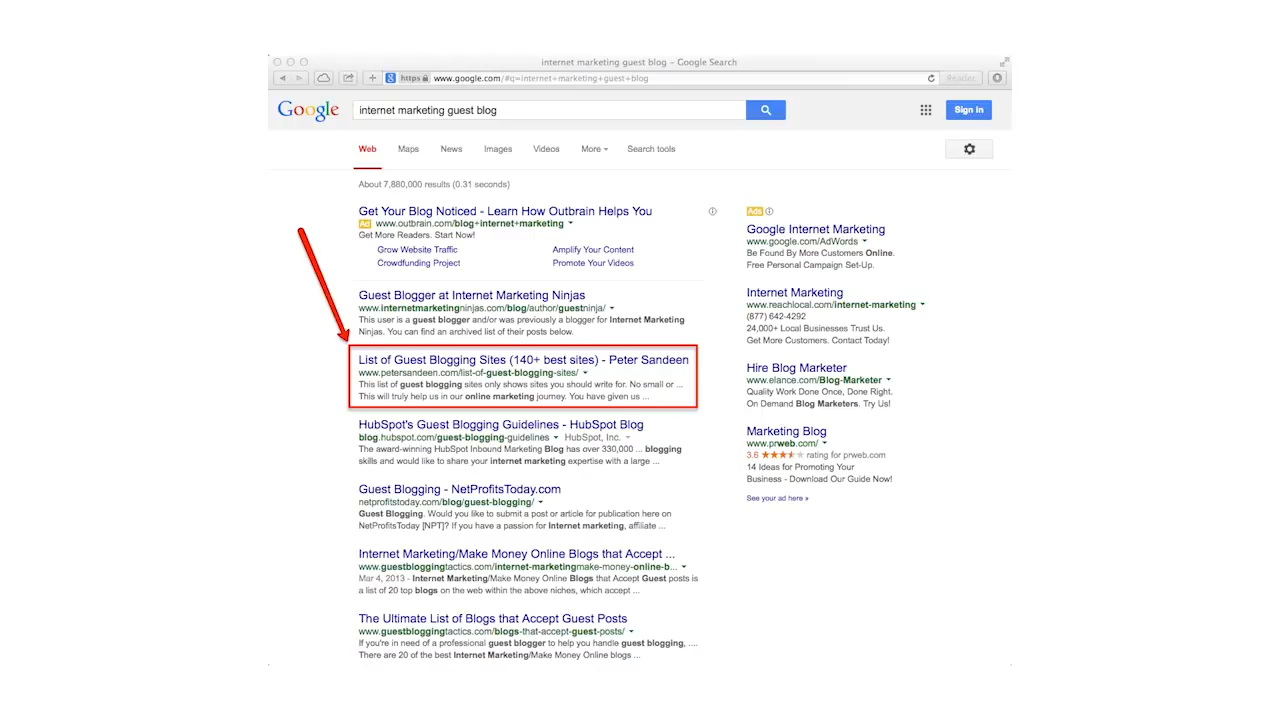 internet marketing guest blog – Google Search
https www.google.com/#q=internet+marketing+guest+blog
Reader
Google
internet marketing guest blog
Sign in
Web Maps News Images Videos More Search tools
About 7,880,000 results (0.31 seconds)
Get Your Blog Noticed - Learn How Outbrain Helps You
Ad www.outbrain.com/blog+internet+marketing
Get More Readers. Start Now!
Grow Website Traffic Amplify Your Content
Crowdfunding Project Promote Your Videos
Guest Blogger at Internet Marketing Ninjas
www.internetmarketingninjas.com/blog/author/guestninja/
This user is a guest blogger and/or was previously a blogger for Internet Marketing
Ninjas. You can find an archived list of their posts below.
List of Guest Blogging Sites (140+ best sites) - Peter Sandeen
www.petersandeen.com/list-of-guest-blogging-sites/
This list of guest blogging sites only shows sites you should write for. No small or ...
This will truly help us in our online marketing journey. You have given us ...
HubSpot's Guest Blogging Guidelines - HubSpot Blog
blog.hubspot.com/guest-blogging-guidelines HubSpot, Inc.
The award-winning HubSpot Inbound Marketing Blog has over 330,000 ... blogging
skills and would like to share your internet marketing expertise with a large ...
Guest Blogging - NetProfitsToday.com
netprofitstoday.com/blog/guest-blogging/
Guest Blogging. Would you like to submit a post or article for publication here on
NetProfitsToday [NPT]? If you have a passion for Internet marketing, affiliate ...
Internet Marketing/Make Money Online Blogs that Accept ...
www.guestbloggingtactics.com/internet-marketingmake-money-online-b...
Mar 4, 2013 - Internet Marketing/Make Money Online Blogs that Accept Guest posts is
a list of 20 top blogs on the web within the above niches, which accept ...
The Ultimate List of Blogs that Accept Guest Posts
www.guestbloggingtactics.com/blogs-that-accept-guest-posts/
If you're in need of a professional guest blogger to help you handle guest blogging, ....
There are 20 of the best Internet Marketing/Make Money Online blogs ...
Ads
Google Internet Marketing
www.google.com/AdWords
Be Found By More Customers Online.
Free Personal Campaign Set-Up.
Internet Marketing
www.reachlocal.com/internet-marketing
(877) 642-4292
24,000+ Local Businesses Trust Us.
Get More Customers. Contact Today!
Hire Blog Marketer
www.elance.com/Blog-Marketer
Quality Work Done Once, Done Right.
On Demand Blog Marketers. Try Us!
Marketing Blog
www.prweb.com/
3.6 ★★★★★ rating for prweb.com
14 Ideas for Promoting Your
Business - Download Our Guide Now!
See your ad here »